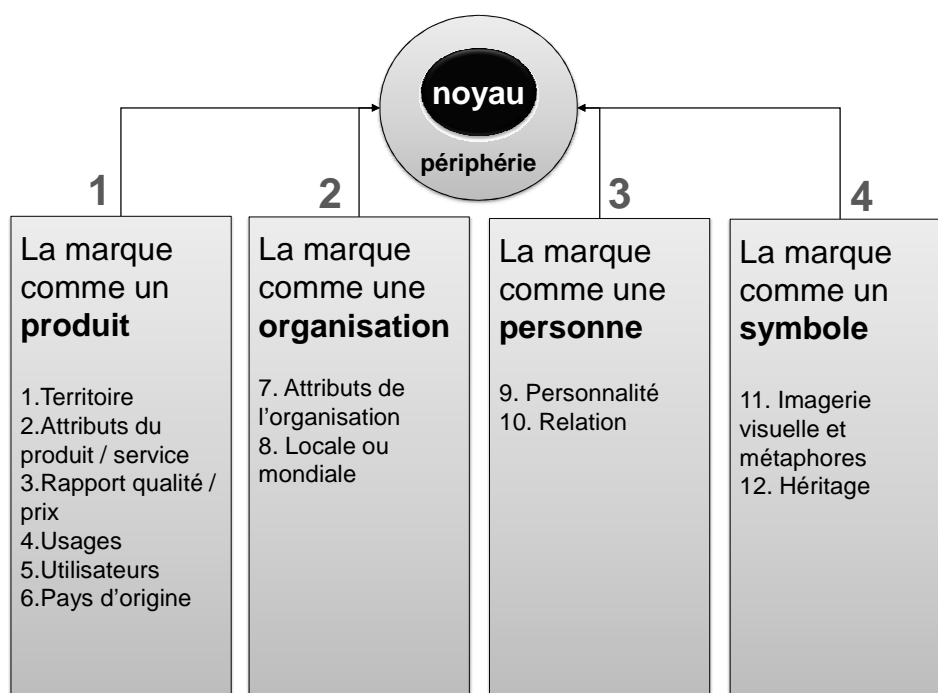 noyau
périphérie
1
La marque
comme un
produit
1.Territoire
2.Attributs du
produit / service
3.Rapport qualité /
prix
4.Usages
5.Utilisateurs
6.Pays d'origine
2
La marque
comme une
organisation
7. Attributs de
l’organisation
8. Locale ou
mondiale
3
La marque
comme une
personne
9. Personnalité
10. Relation
4
La marque
comme un
symbole
11. Imagerie
visuelle et
métaphores
12. Héritage